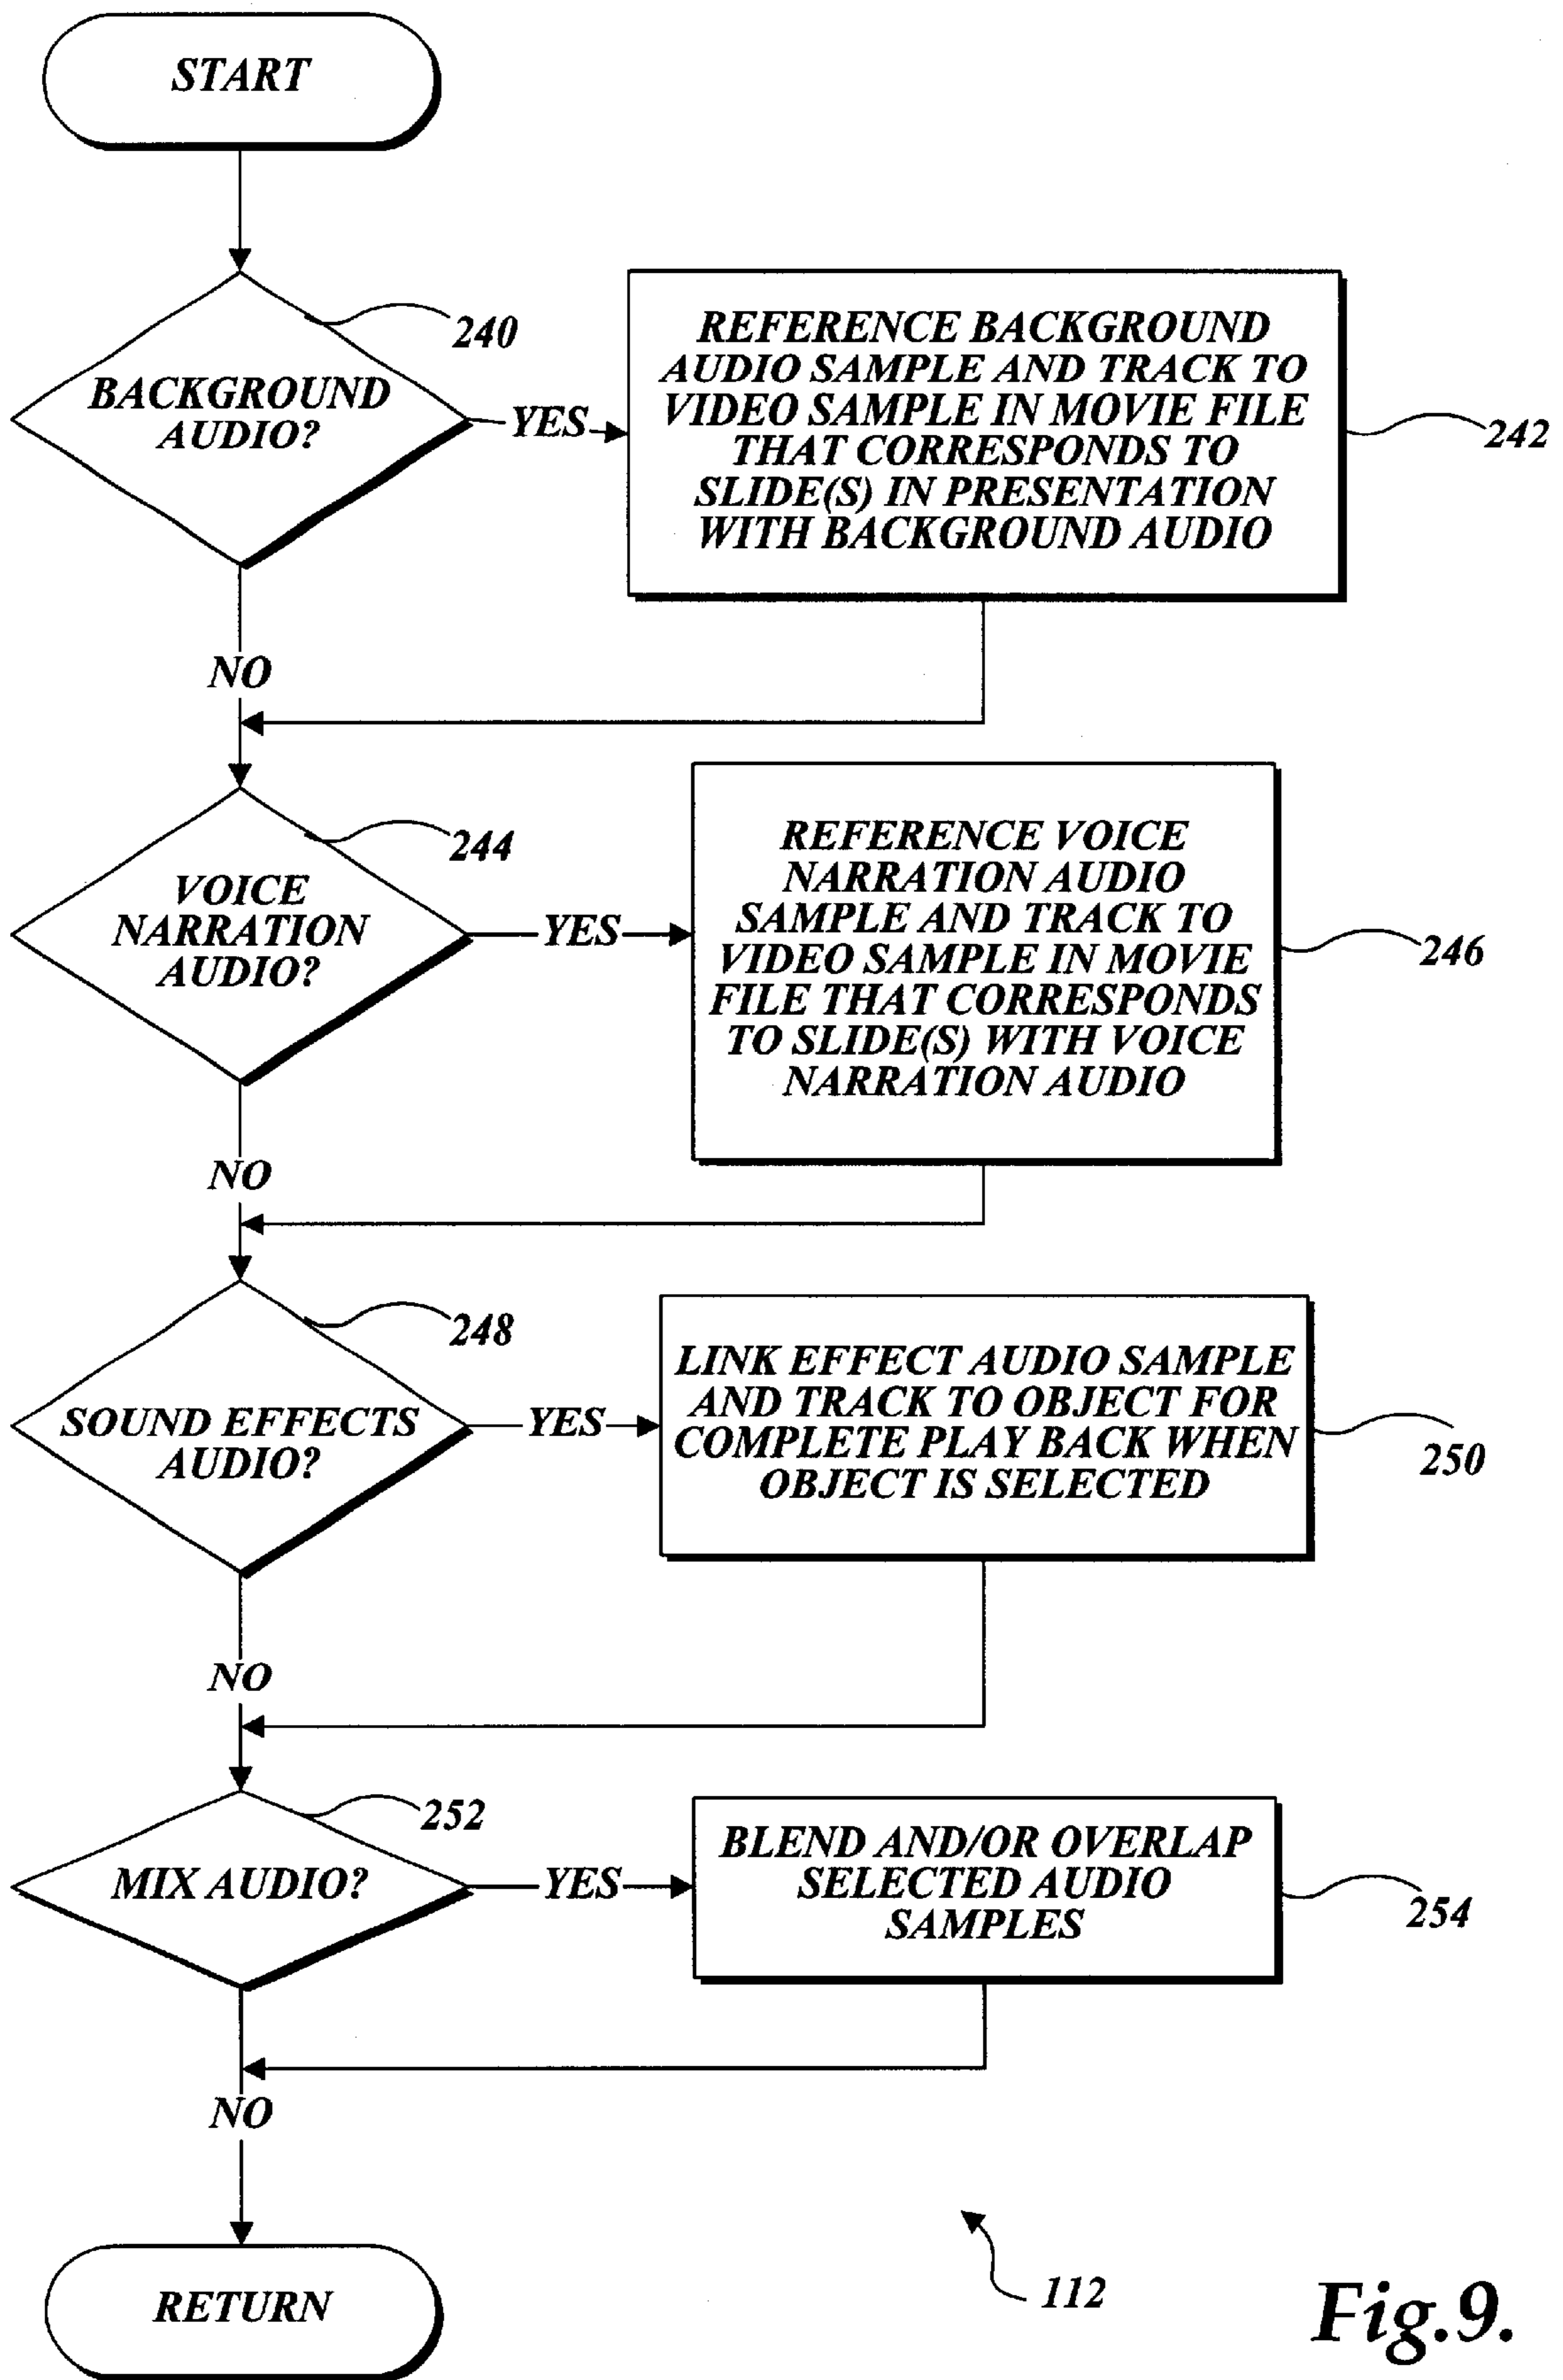 START
240
BACKGROUND
AUDIO?
YES
REFERENCE BACKGROUND
AUDIO SAMPLE AND TRACK TO
VIDEO SAMPLE IN MOVIE FILE
THAT CORRESPONDS TO
SLIDE(S) IN PRESENTATION
WITH BACKGROUND AUDIO
242
NO
244
VOICE
NARRATION
AUDIO?
YES
REFERENCE VOICE
NARRATION AUDIO
SAMPLE AND TRACK TO
VIDEO SAMPLE IN MOVIE
FILE THAT CORRESPONDS
TO SLIDE(S) WITH VOICE
NARRATION AUDIO
246
NO
248
SOUND EFFECTS
AUDIO?
YES
LINK EFFECT AUDIO SAMPLE
AND TRACK TO OBJECT FOR
COMPLETE PLAY BACK WHEN
OBJECT IS SELECTED
250
NO
252
MIX AUDIO?
YES
BLEND AND/OR OVERLAP
SELECTED AUDIO
SAMPLES
254
NO
RETURN
112
Fig.9.